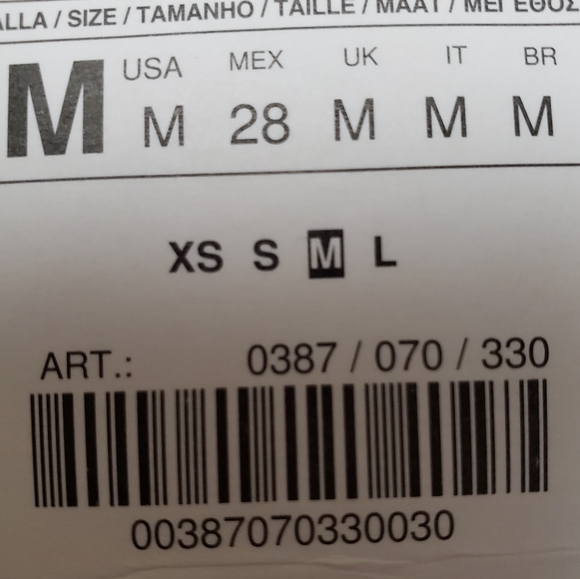 ALLA / SIZE / TAMANHO / TAILLE / MAAT / ΜΕΓΕΘΟΣ
M USA MEX UK IT BR
M 28 M M M
XS S M L
ART.: 0387 / 070 / 330
00387070330030